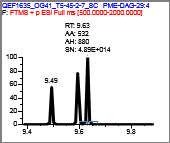 QEF1635_OG41_T5-45-2-7_SC PME-DAG-29:4
F: FTMS + p ESI Full ms [500.0000-2000.0000]
RT: 9.63
AA: 532
AH: 880
SN: 4.89E+014
100
80
60
40
20
0
9.49
9.4
9.6
9.8